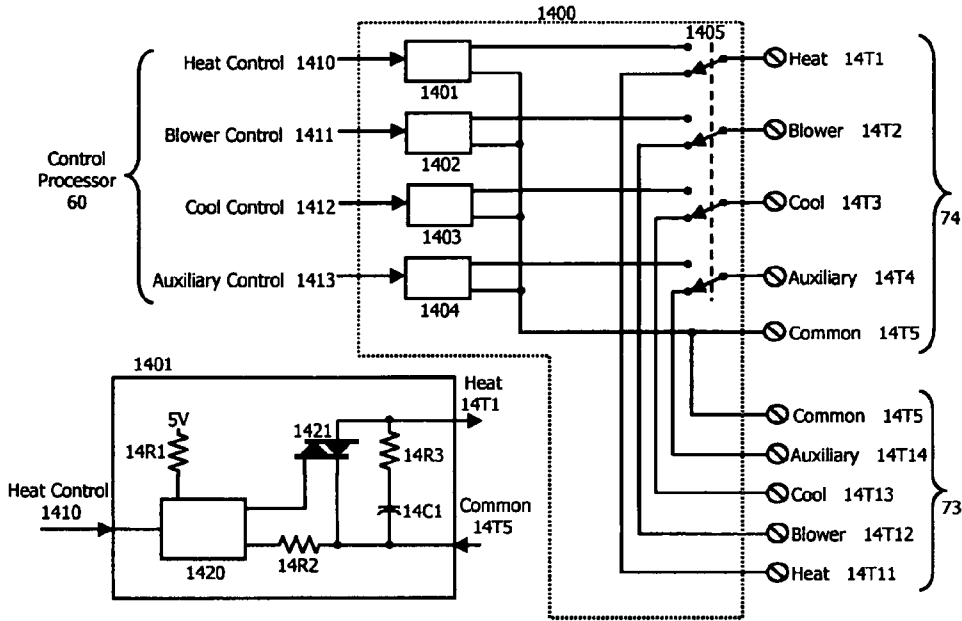 1400
1405
Heat Control 1410
1401
Heat 14T1
Blower Control 1411
1402
Blower 14T2
Control
Processor
60
Cool Control 1412
1403
Cool 14T3
74
Auxiliary Control 1413
1404
Auxiliary 14T4
Common 14T5
1401
Heat
14T1
5V
14R1
1421
14R3
Heat Control
1410
14C1
Common
14T5
1420
14R2
Common 14T5
Auxiliary 14T14
Cool 14T13
73
Blower 14T12
Heat 14T11